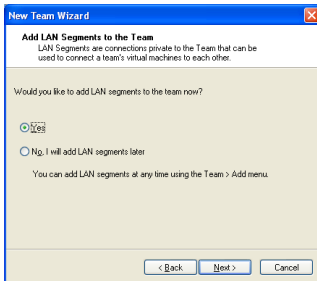 New Team Wizard
Add LAN Segments to the Team
LAN Segments are connections private to the Team that can be
used to connect a team's virtual machines to each other.
Would you like to add LAN segments to the team now?
Yes
No, I will add LAN segments later
You can add LAN segments at any time using the Team > Add menu.
< Back
Next >
Cancel